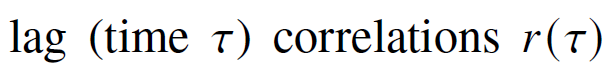 lag (time τ) correlations r(τ)